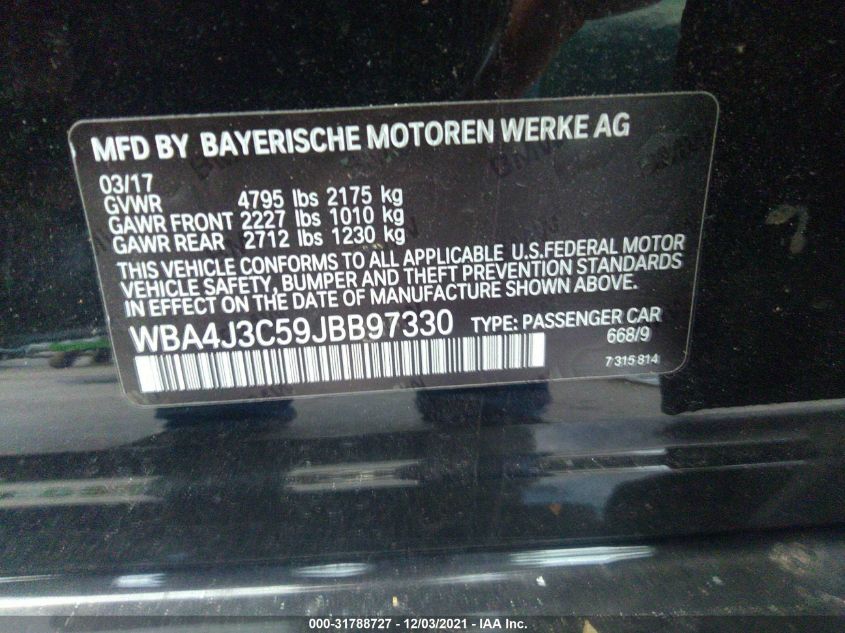 MFD BY BAYERISCHE MOTOREN WERKE AG
03/17
GVWR 4795 lbs 2175 kg
GAWR FRONT 2227 lbs 1010 kg
GAWR REAR 2712 lbs 1230 kg
THIS VEHICLE CONFORMS TO ALL APPLICABLE U.S.FEDERAL MOTOR
VEHICLE SAFETY, BUMPER AND THEFT PREVENTION STANDARDS
IN EFFECT ON THE DATE OF MANUFACTURE SHOWN ABOVE.
WBA4J3C59JBB97330 TYPE: PASSENGER CAR
668/9
7 315 814
000-31788727 - 12/03/2021 - IAA Inc.